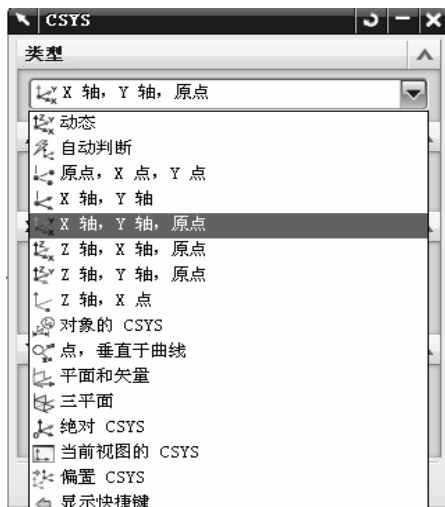 CSYS
类型
X 轴，Y 轴，原点
动态
自动判断
原点，X 点，Y 点
X 轴，Y 轴
X 轴，Y 轴，原点
Z 轴，X 轴，原点
Z 轴，Y 轴，原点
Z 轴，X 点
对象的 CSYS
点，垂直于曲线
平面和矢量
三平面
绝对 CSYS
当前视图的 CSYS
偏置 CSYS
显示快捷键